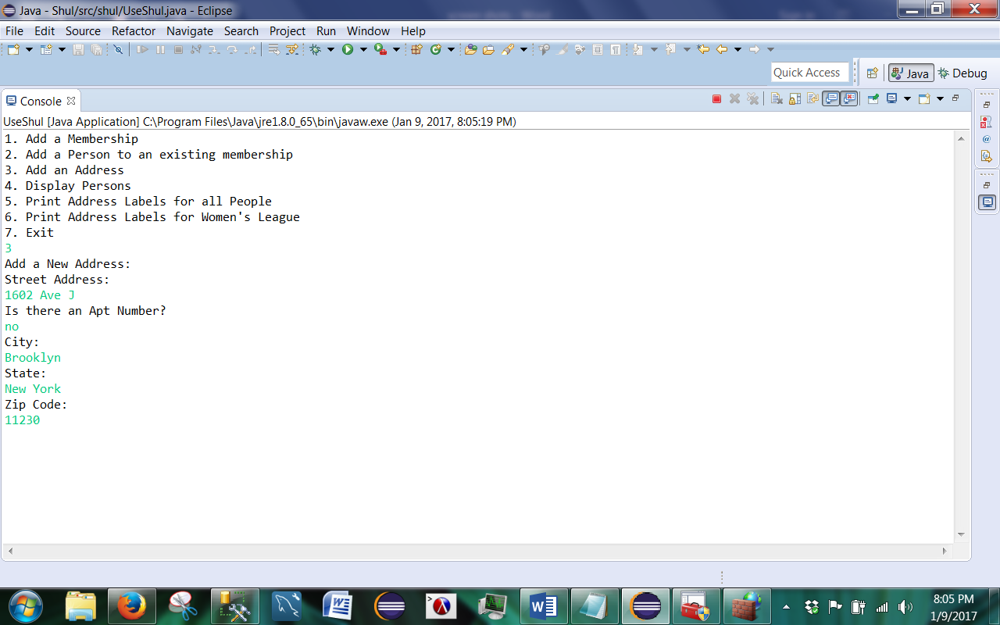 Java - Shul/src/shul/UseShul.java - Eclipse
File Edit Source Refactor Navigate Search Project Run Window Help
Quick Access Java Debug
Console
UseShul [Java Application] C:\Program Files\Java\jre1.8.0_65\bin\javaw.exe (Jan 9, 2017, 8:05:19 PM)
1. Add a Membership
2. Add a Person to an existing membership
3. Add an Address
4. Display Persons
5. Print Address Labels for all People
6. Print Address Labels for Women's League
7. Exit
3
Add a New Address:
Street Address:
1602 Ave J
Is there an Apt Number?
no
City:
Brooklyn
State:
New York
Zip Code:
11230
8:05 PM
1/9/2017